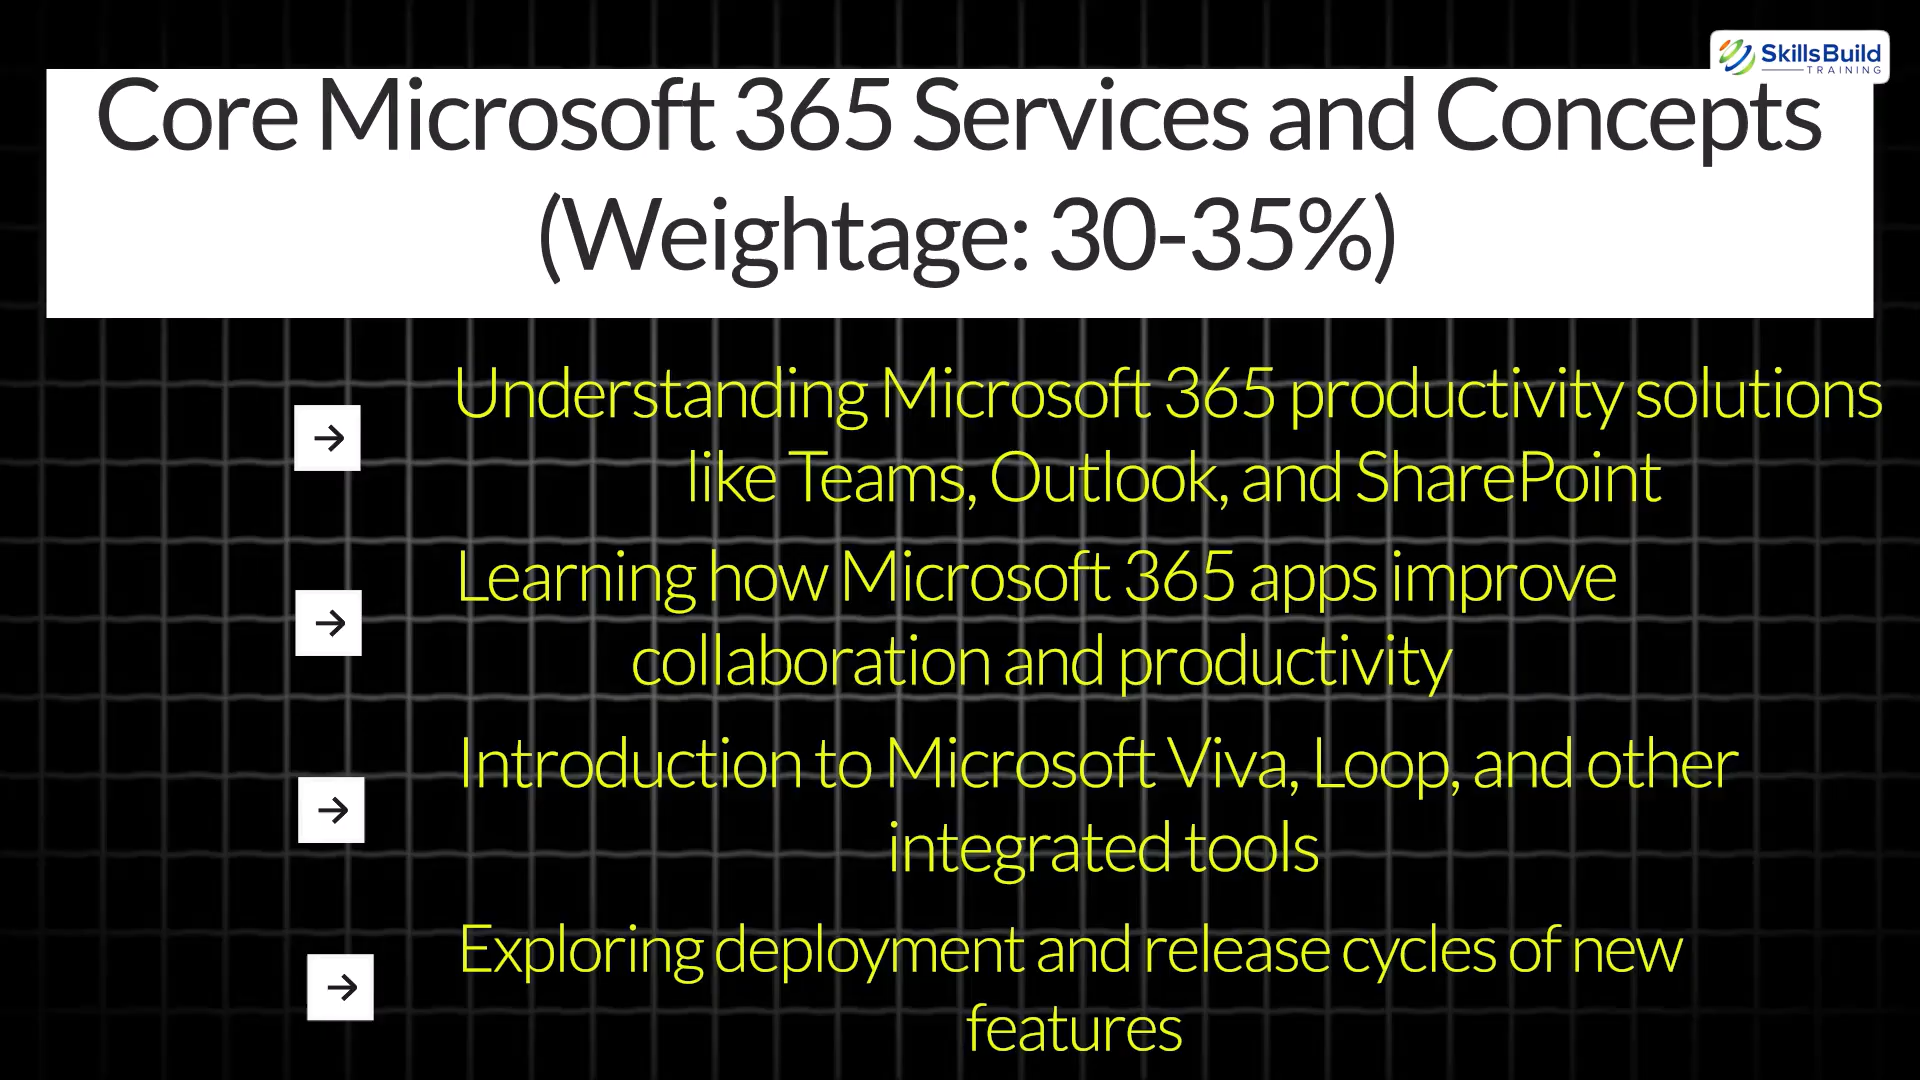 SkillsBuild
TRAINING
Core Microsoft 365 Services and Concepts
(Weightage: 30-35%)
Understanding Microsoft 365 productivity solutions
like Teams, Outlook, and SharePoint
Learning how Microsoft 365 apps improve
collaboration and productivity
Introduction to Microsoft Viva, Loop, and other
integrated tools
Exploring deployment and release cycles of new
features